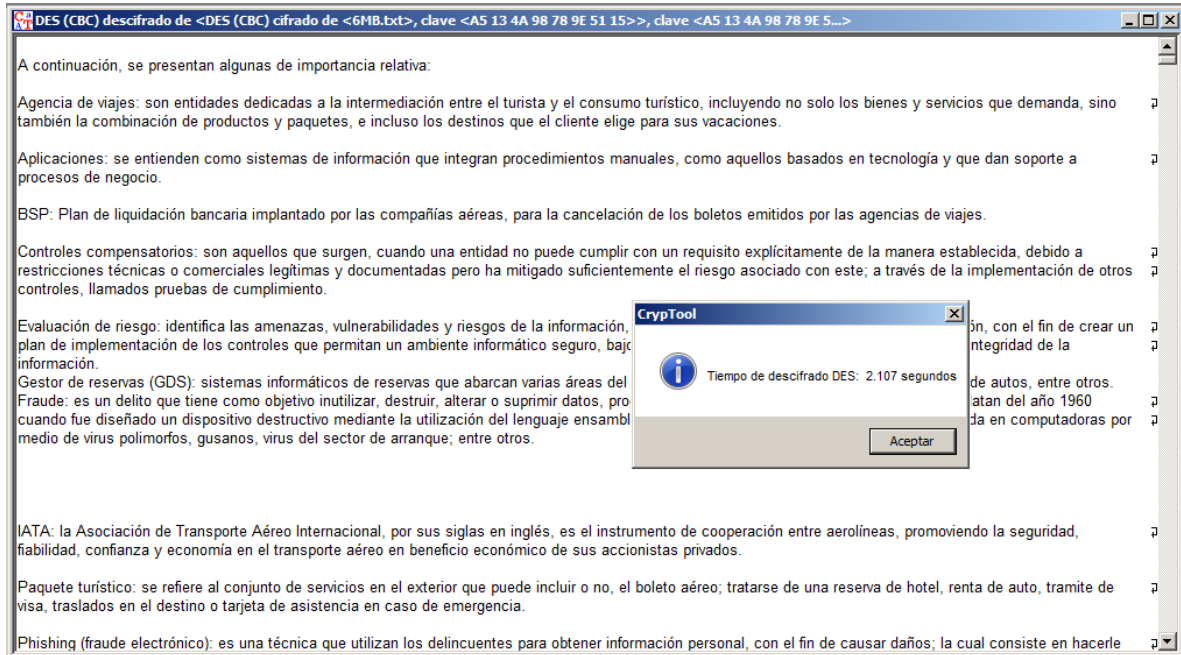 DES (CBC) descifrado de <DES (CBC) cifrado de <6MB.txt>, clave <A5 13 4A 98 78 9E 51 15>>, clave <A5 13 4A 98 78 9E 5...>
A continuación, se presentan algunas de importancia relativa:
Agencia de viajes: son entidades dedicadas a la intermediación entre el turista y el consumo turístico, incluyendo no solo los bienes y servicios que demanda, sino
también la combinación de productos y paquetes, e incluso los destinos que el cliente elige para sus vacaciones.
Aplicaciones: se entienden como sistemas de información que integran procedimientos manuales, como aquellos basados en tecnología y que dan soporte a
procesos de negocio.
BSP: Plan de liquidación bancaria implantado por las compañías aéreas, para la cancelación de los boletos emitidos por las agencias de viajes.
Controles compensatorios: son aquellos que surgen, cuando una entidad no puede cumplir con un requisito explícitamente de la manera establecida, debido a
restricciones técnicas o comerciales legítimas y documentadas pero ha mitigado suficientemente el riesgo asociado con este; a través de la implementación de otros
controles, llamados pruebas de cumplimiento.
Evaluación de riesgo: identifica las amenazas, vulnerabilidades y riesgos de la información, ón, con el fin de crear un
plan de implementación de los controles que permitan un ambiente informático seguro, bajo ntegridad de la
información.
Gestor de reservas (GDS): sistemas informáticos de reservas que abarcan varias áreas del de autos, entre otros.
Fraude: es un delito que tiene como objetivo inutilizar, destruir, alterar o suprimir datos, pro atan del año 1960
cuando fue diseñado un dispositivo destructivo mediante la utilización del lenguaje ensambl da en computadoras por
medio de virus polimorfos, gusanos, virus del sector de arranque; entre otros.
CrypTool
Tiempo de descifrado DES: 2.107 segundos
Aceptar
IATA: la Asociación de Transporte Aéreo Internacional, por sus siglas en inglés, es el instrumento de cooperación entre aerolíneas, promoviendo la seguridad,
fiabilidad, confianza y economía en el transporte aéreo en beneficio económico de sus accionistas privados.
Paquete turístico: se refiere al conjunto de servicios en el exterior que puede incluir o no, el boleto aéreo; tratarse de una reserva de hotel, renta de auto, tramite de
visa, traslados en el destino o tarjeta de asistencia en caso de emergencia.
Phishing (fraude electrónico): es una técnica que utilizan los delincuentes para obtener información personal, con el fin de causar daños; la cual consiste en hacerle